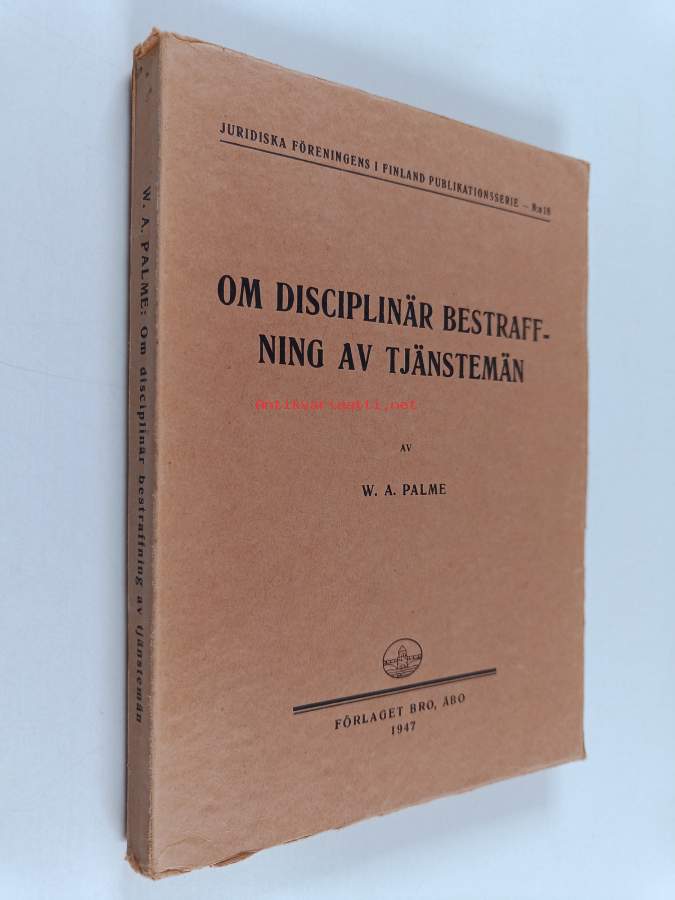 JURIDISKA FÖRENINGENS I FINLAND PUBLIKATIONSSERIE — N:o 18
OM DISCIPLINÄR BESTRAFF-
NING AV TJÄNSTEMÄN
Antikvariaatti.net
AV
W. A. PALME
FÖRLAGET BRO, ÅBO
1947
W. A. PALME: Om disciplinär bestraffning av tjänstemän